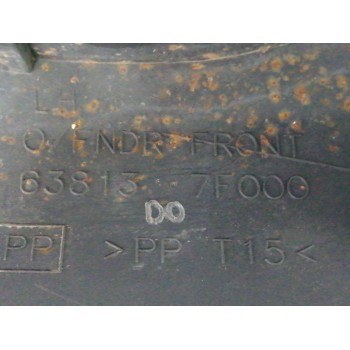 LH
O/FNDR FRONT
63813 7F000
DO
PP >PP T15<